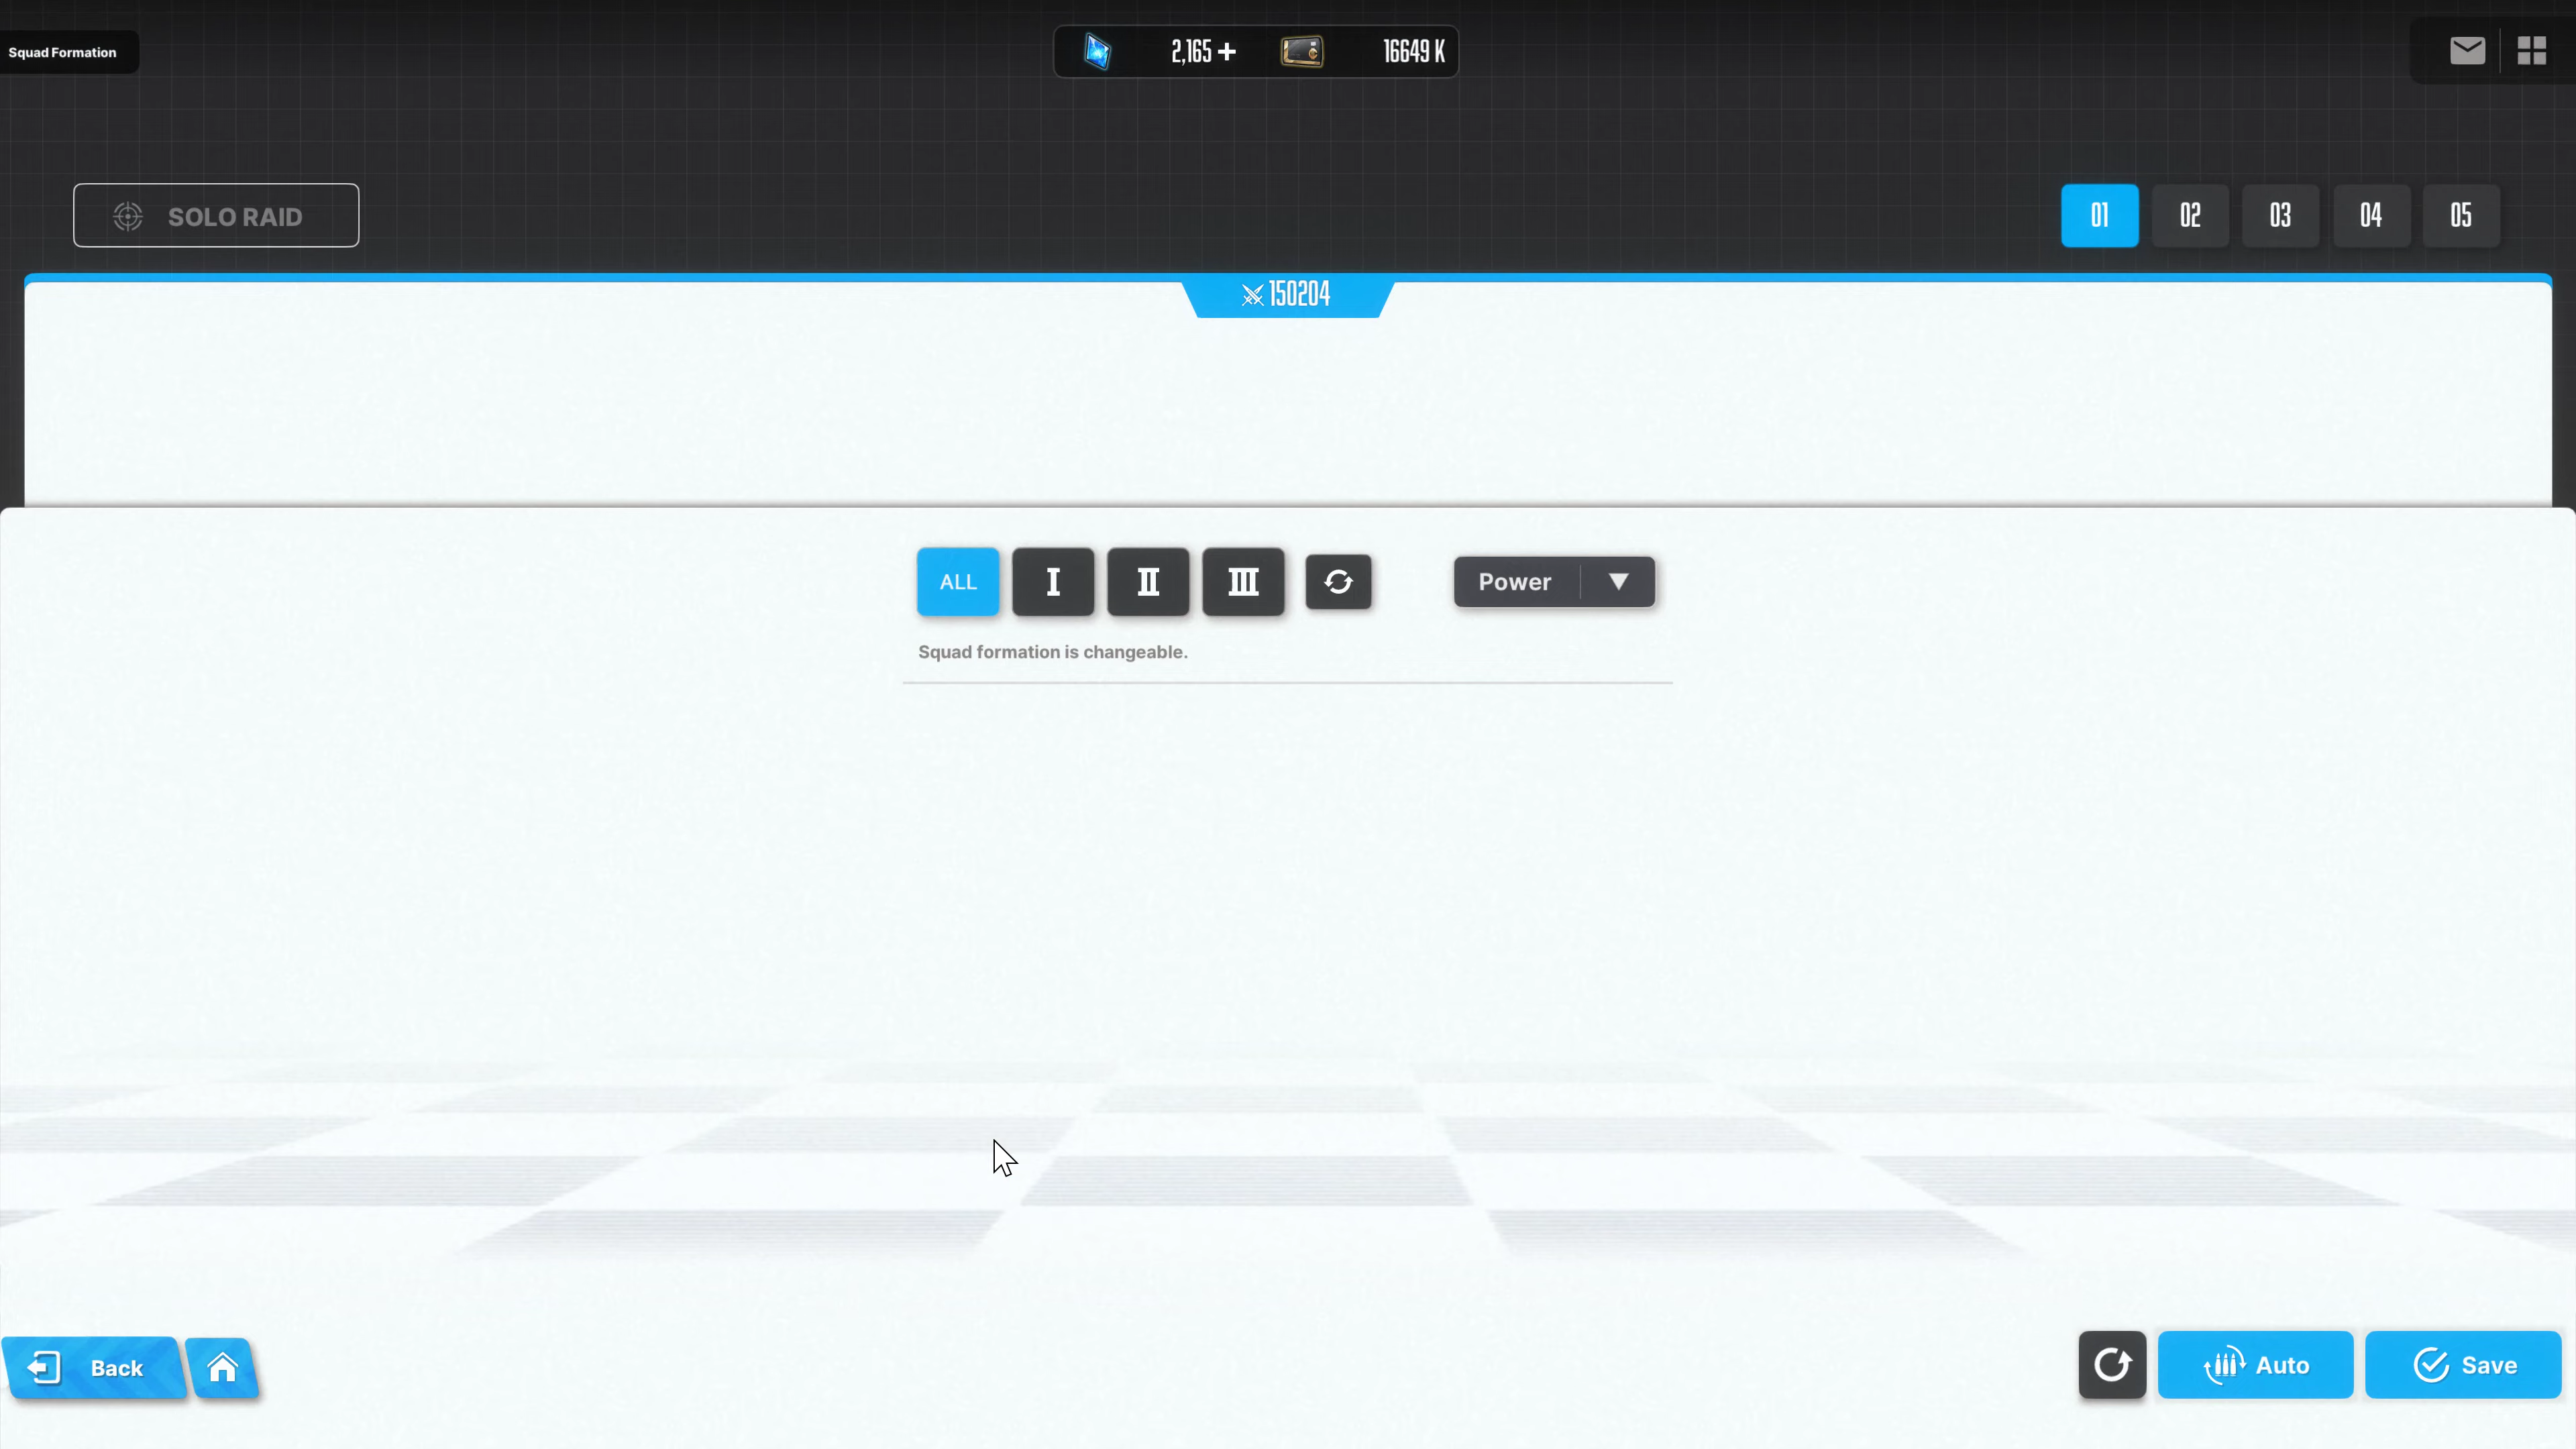 Squad Formation
2,165 +
16649 K
SOLO RAID
01
02
03
04
05
150204
ALL
I
II
III
Power
Squad formation is changeable.
Back
Auto
Save